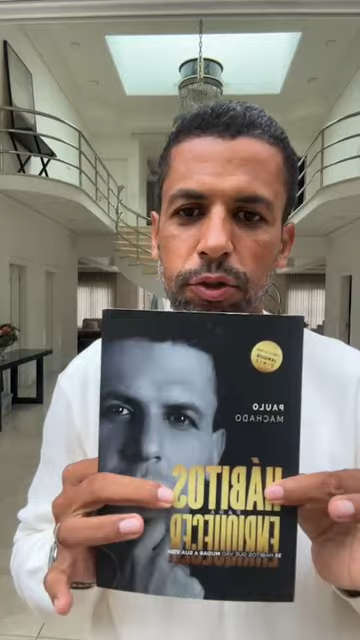 PAULO
MACHADO
HÁBITOS
PARA
ENRIQUECER
35 HÁBITOS QUE VÃO MUDAR A SUA VIDA